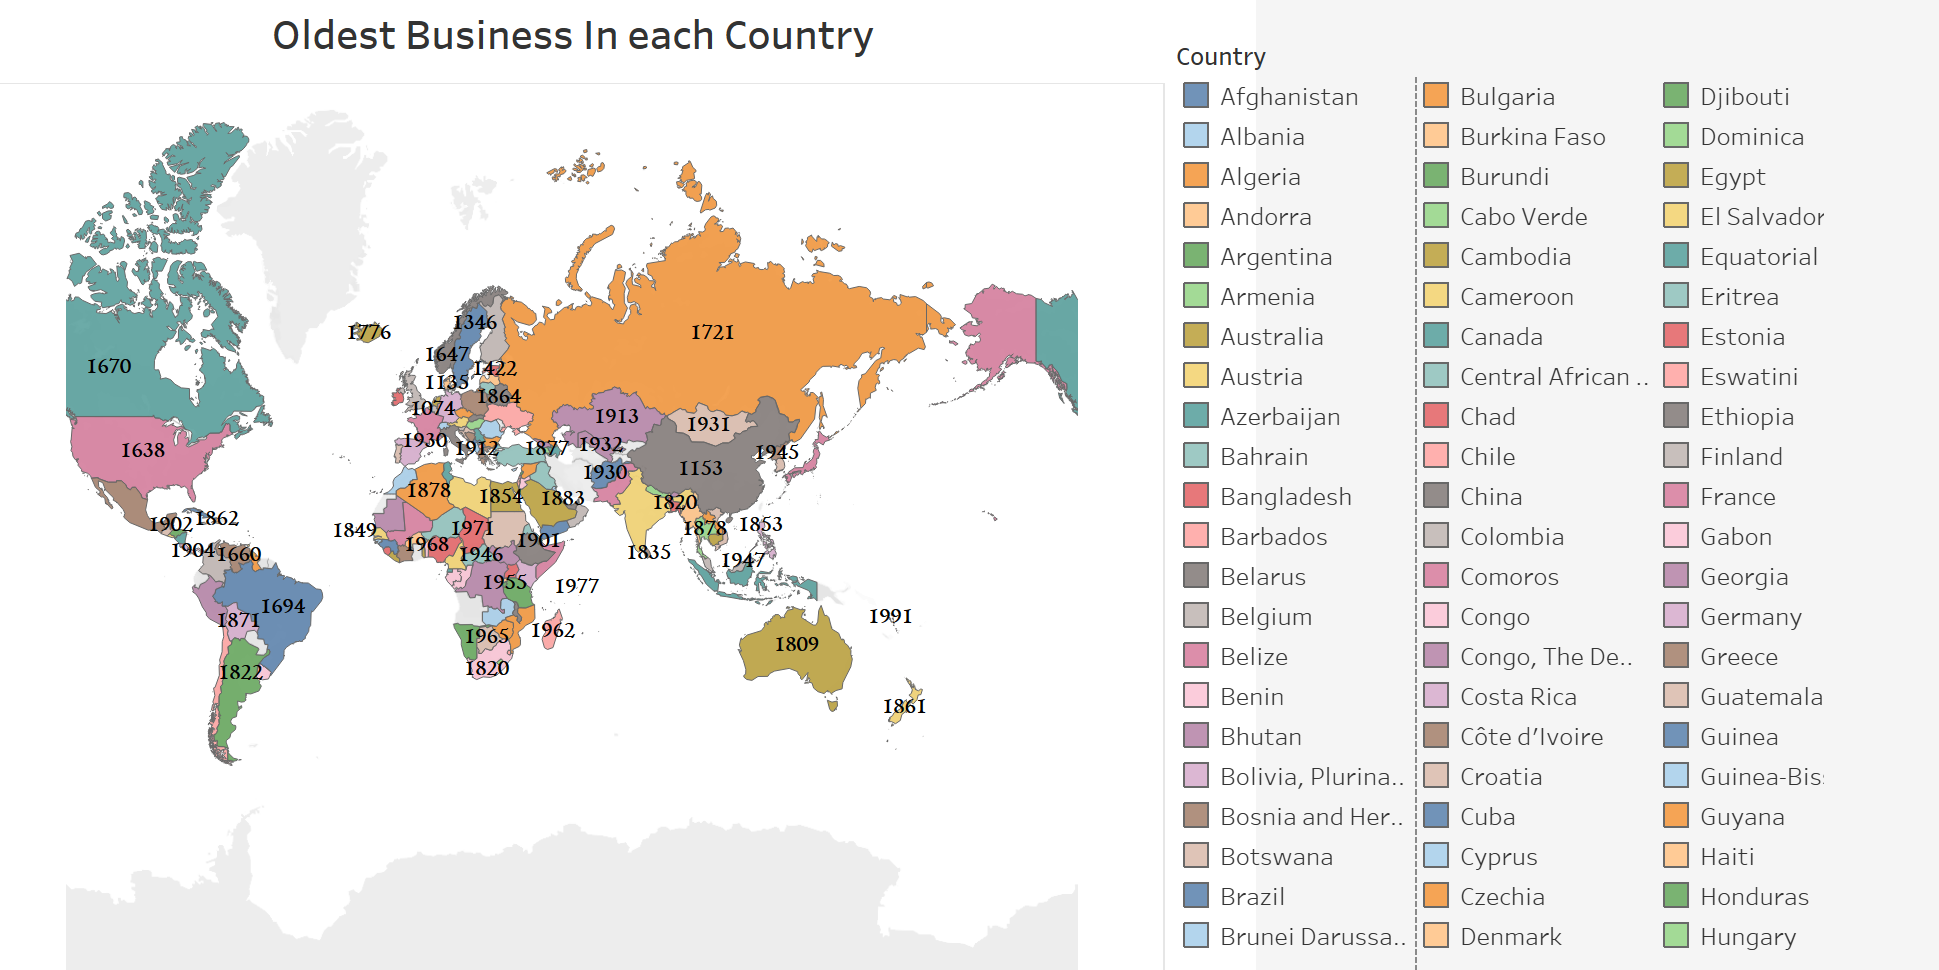 Oldest Business In each Country
1776
1346
1721
1647
1670
1422
1135
1864
1074
1913
1931
1638
1930
1912
1877
1932
1945
1930
1153
1878
1854
1883
1820
1902
1862
1849
1971
1901
1878
1853
1904
1660
1968
1946
1835
1947
1955
1977
1694
1871
1965
1962
1991
1809
1822
1820
1861
Country
Afghanistan
Albania
Algeria
Andorra
Argentina
Armenia
Australia
Austria
Azerbaijan
Bahrain
Bangladesh
Barbados
Belarus
Belgium
Belize
Benin
Bhutan
Bolivia, Plurina..
Bosnia and Her..
Botswana
Brazil
Brunei Darussa..
Bulgaria
Burkina Faso
Burundi
Cabo Verde
Cambodia
Cameroon
Canada
Central African ..
Chad
Chile
China
Colombia
Comoros
Congo
Congo, The De..
Costa Rica
Côte d'Ivoire
Croatia
Cuba
Cyprus
Czechia
Denmark
Djibouti
Dominica
Egypt
El Salvador
Equatorial
Eritrea
Estonia
Eswatini
Ethiopia
Finland
France
Gabon
Georgia
Germany
Greece
Guatemala
Guinea
Guinea-Bis
Guyana
Haiti
Honduras
Hungary